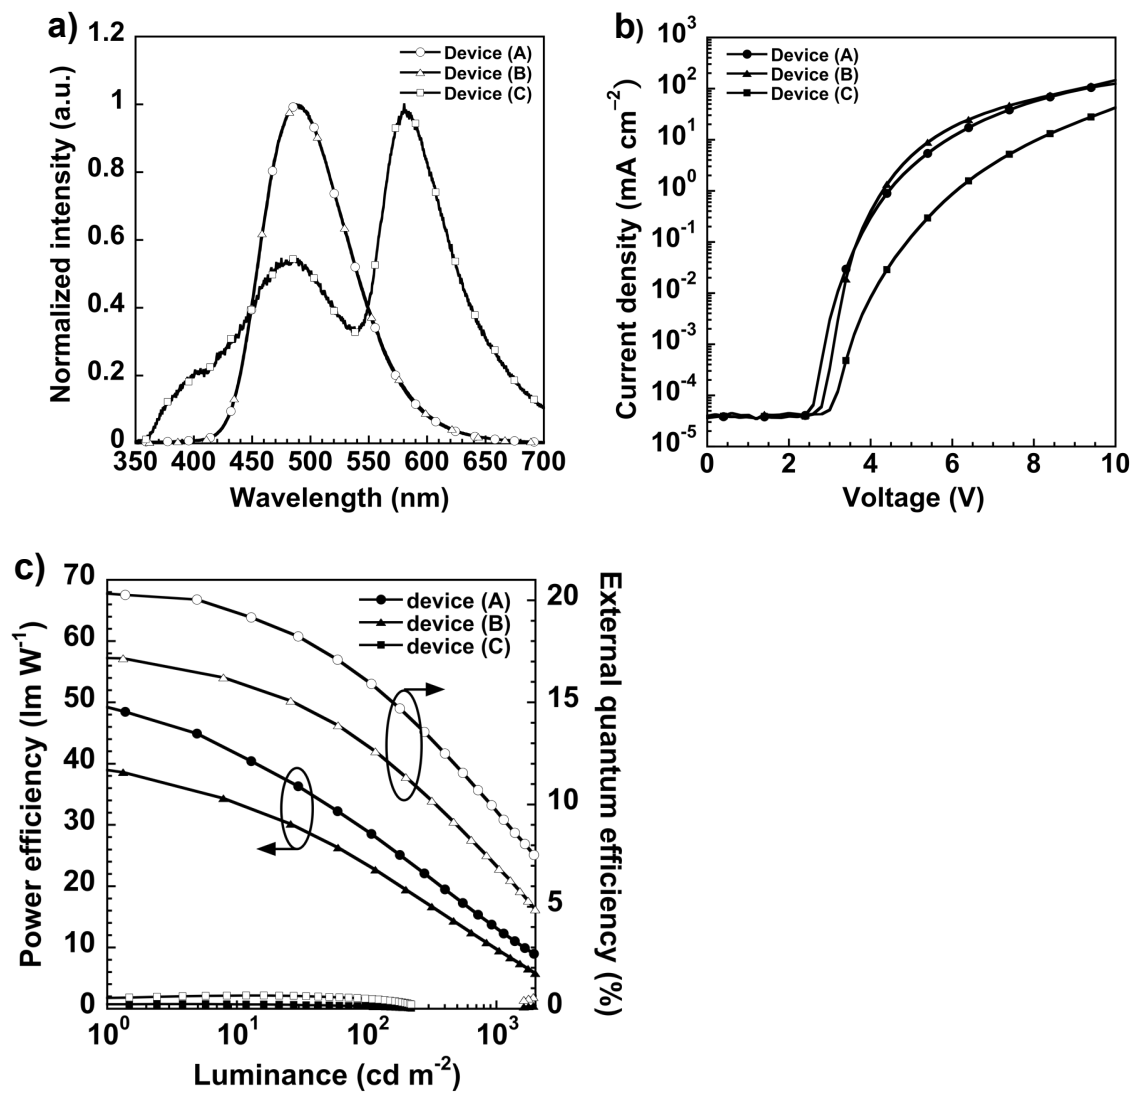 a)
Normalized intensity (a.u.)
1.2
1
0.8
0.6
0.4
0.2
0
Device (A)
Device (B)
Device (C)
350 400 450 500 550 600 650 700
Wavelength (nm)
b)
Current density (mA cm−2)
10^3
10^2
10^1
10^0
10^-1
10^-2
10^-3
10^-4
10^-5
Device (A)
Device (B)
Device (C)
0 2 4 6 8 10
Voltage (V)
c)
Power efficiency (lm W-1)
70
60
50
40
30
20
10
0
device (A)
device (B)
device (C)
20
15
10
5
0
External quantum efficiency (%)
10^0 10^1 10^2 10^3
Luminance (cd m-2)